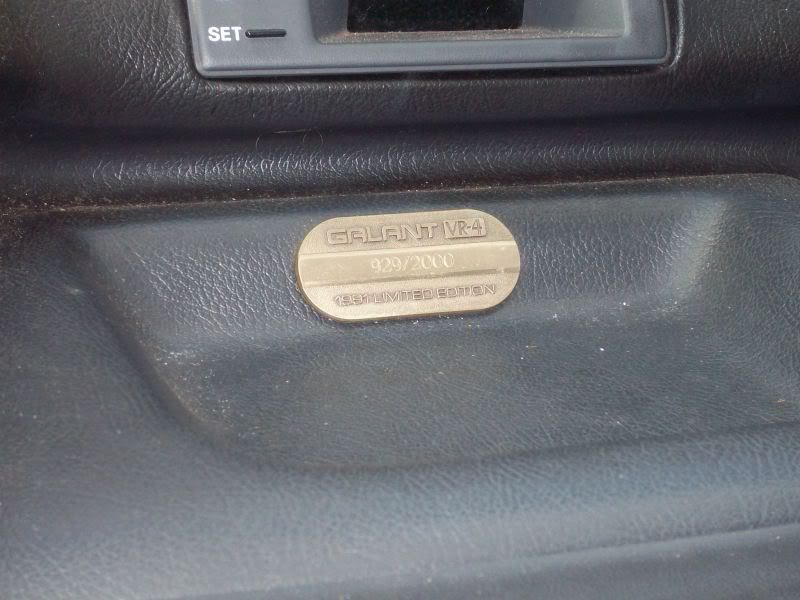 SET
GALANT VR-4
929/2000
1991 LIMITED EDITION